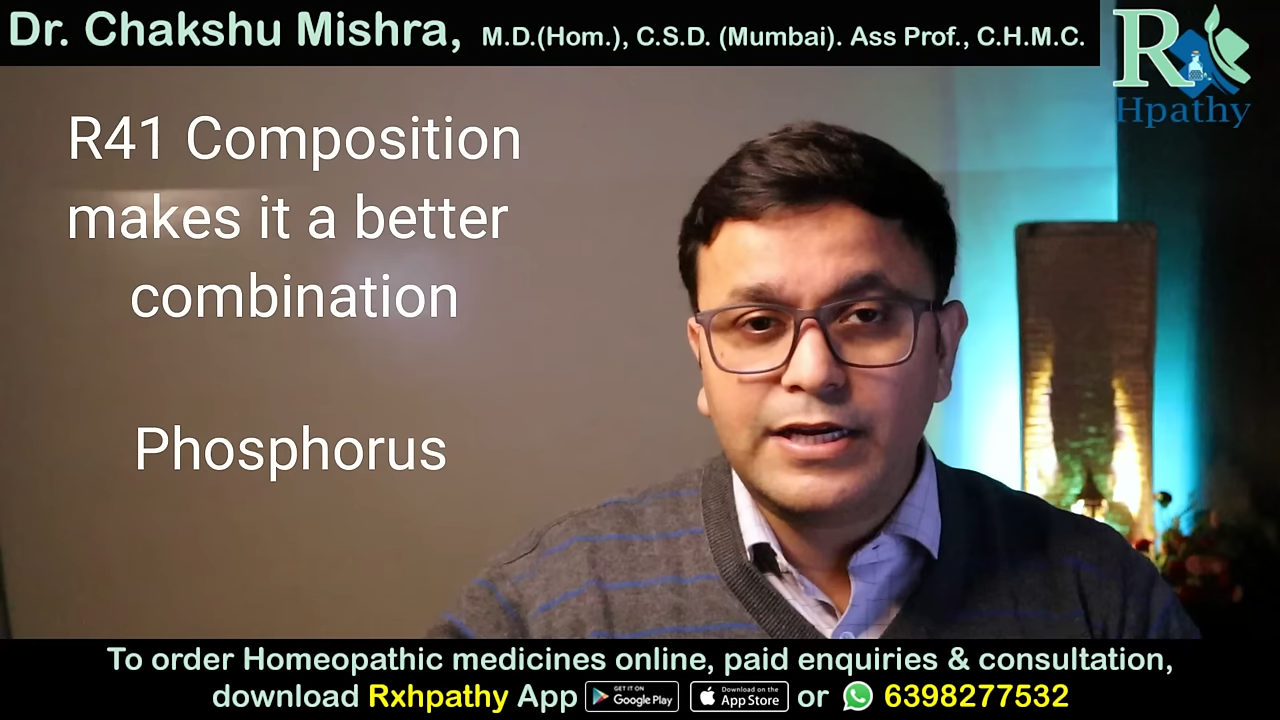 Dr. Chakshu Mishra, M.D.(Hom.), C.S.D. (Mumbai). Ass Prof., C.H.M.C.
Rx
Hpathy
R41 Composition
makes it a better
combination
Phosphorus
To order Homeopathic medicines online, paid enquiries & consultation,
download Rxhpathy App GET IT ON Google Play Download on the App Store or 6398277532